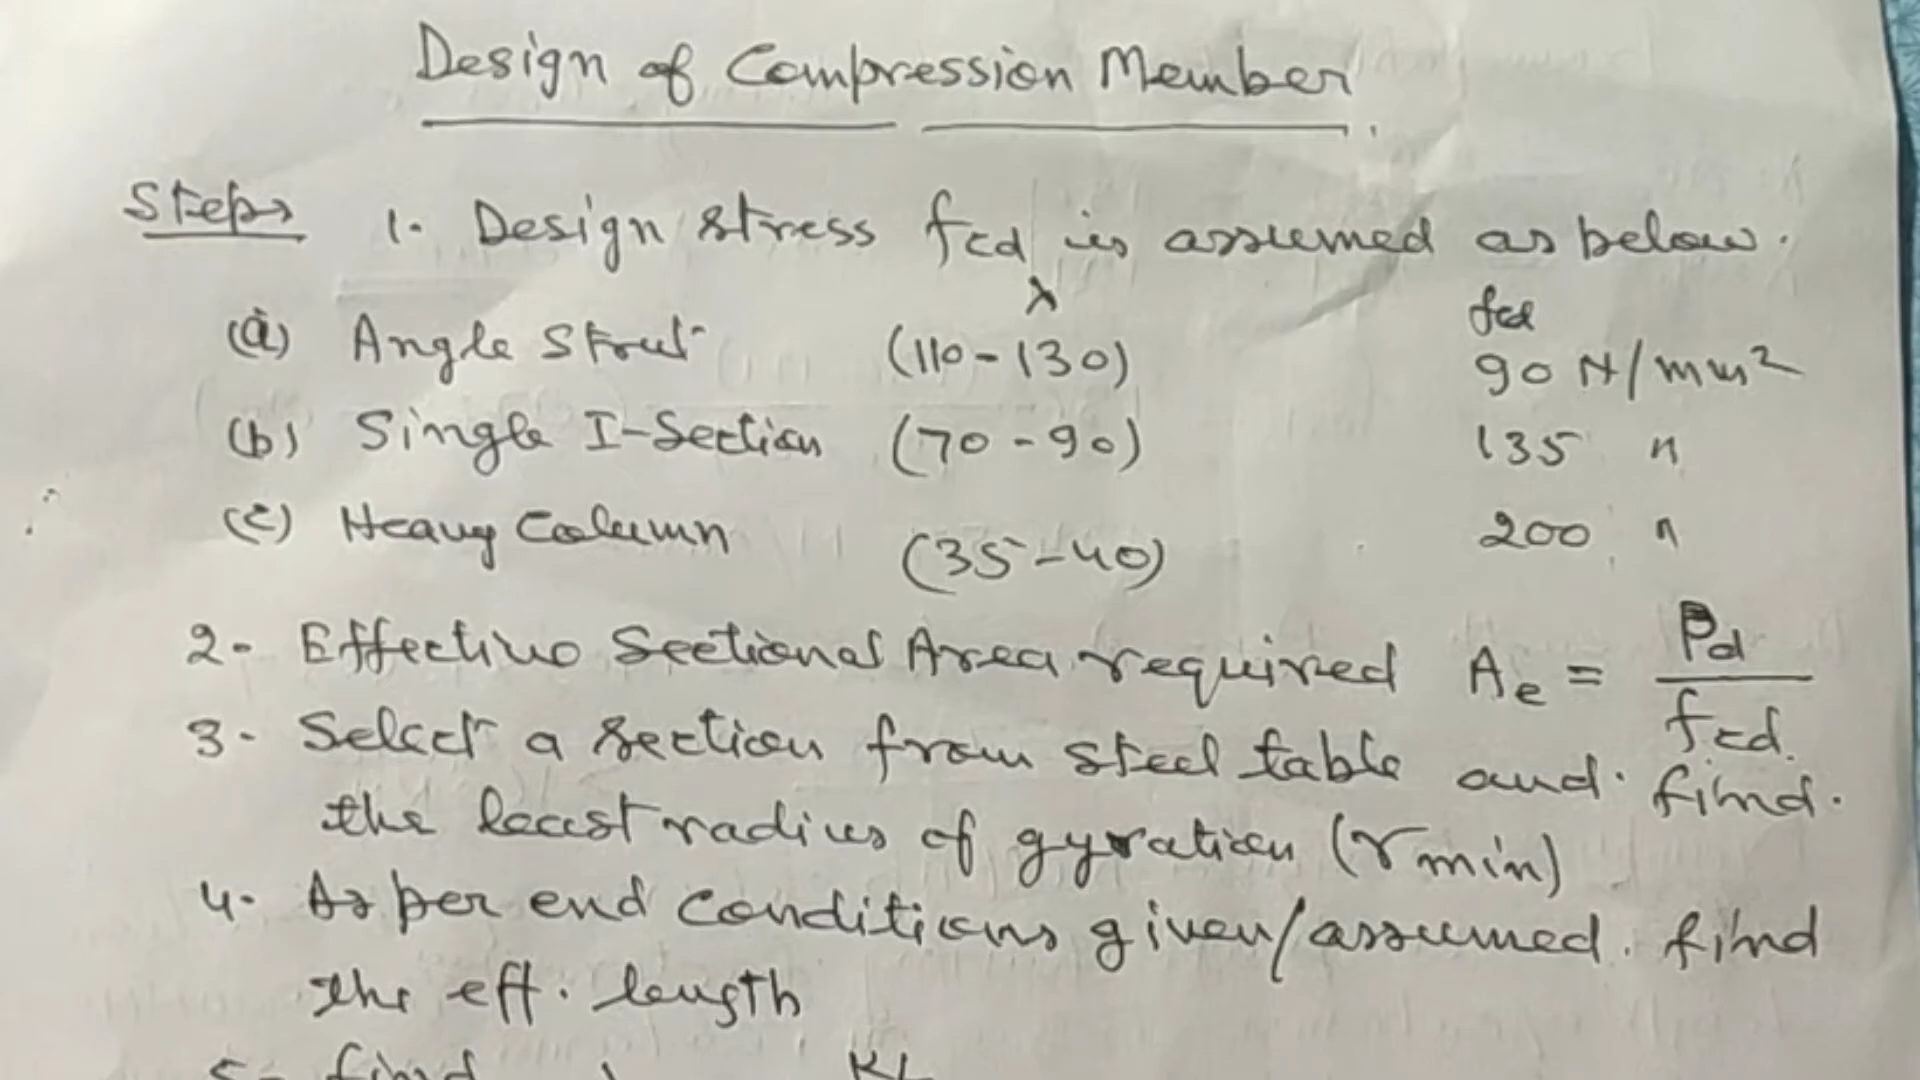 Design of Compression Member.
Steps 1. Design stress fcd is assumed as below.
λ fcd
(a) Angle Strut (110-130) 90 N/mm²
(b) Single I-Section (70-90) 135 "
(c) Heavy Column (35-40) 200 "
2- Effective Sectional Area required Ae = Pd / fcd.
3- Select a section from steel table and find.
the least radius of gyration (rmin)
4- As per end conditions given/assumed. find
the eff. length
5- find KL